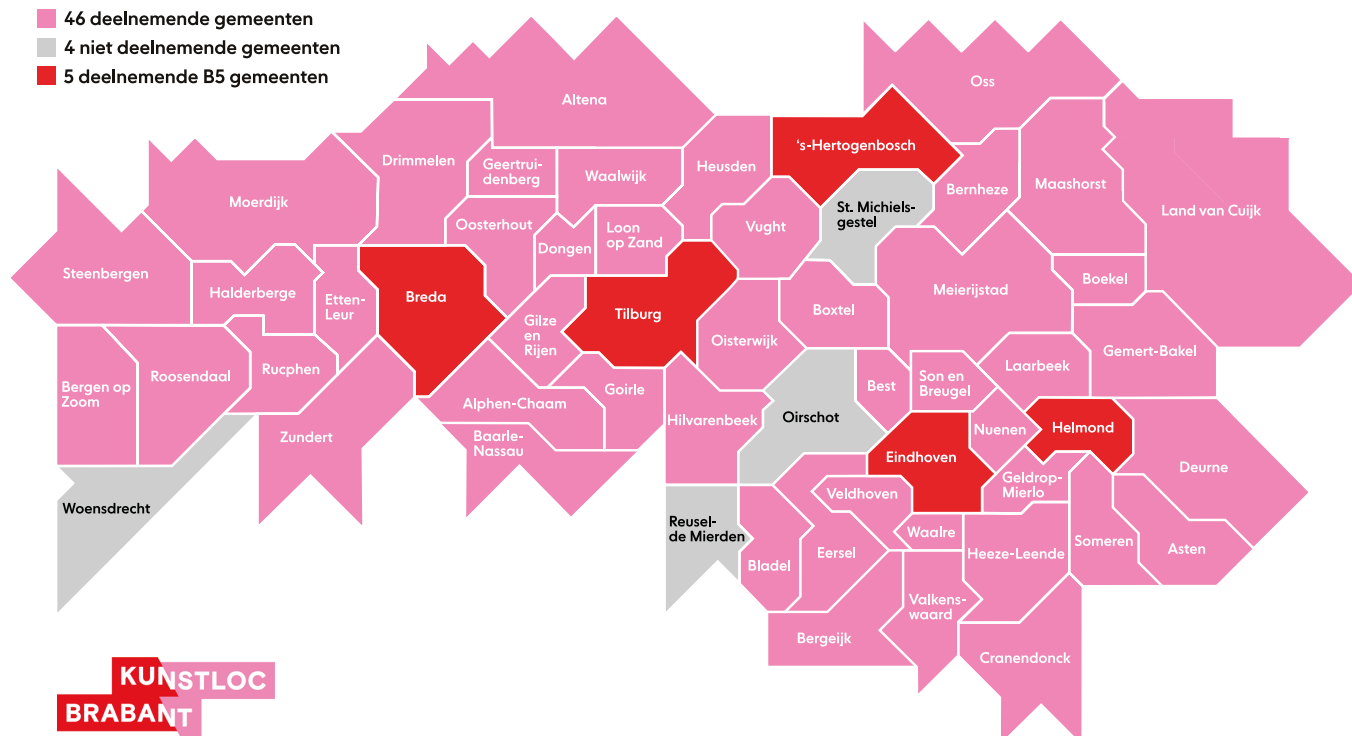 46 deelnemende gemeenten
4 niet deelnemende gemeenten
5 deelnemende B5 gemeenten
Altena
Oss
Drimmelen
Geertrui-
denberg
Waalwijk
Heusden
's-Hertogenbosch
Bernheze
Maashorst
Land van Cuijk
Moerdijk
Oosterhout
Dongen
Loon
op Zand
Vught
St. Michiels-
gestel
Steenbergen
Halderberge
Etten-
Leur
Breda
Gilze
en
Rijen
Tilburg
Oisterwijk
Boxtel
Meierijstad
Boekel
Gemert-Bakel
Bergen op
Zoom
Roosendaal
Rucphen
Zundert
Alphen-Chaam
Baarle-
Nassau
Goirle
Hilvarenbeek
Oirschot
Best
Son en
Breugel
Laarbeek
Nuenen
Helmond
Eindhoven
Geldrop-
Mierlo
Deurne
Woensdrecht
Reusel-
de Mierden
Bladel
Eersel
Veldhoven
Waalre
Heeze-Leende
Someren
Asten
Bergeijk
Valkens-
waard
Cranendonck
KUNSTLOC
BRABANT